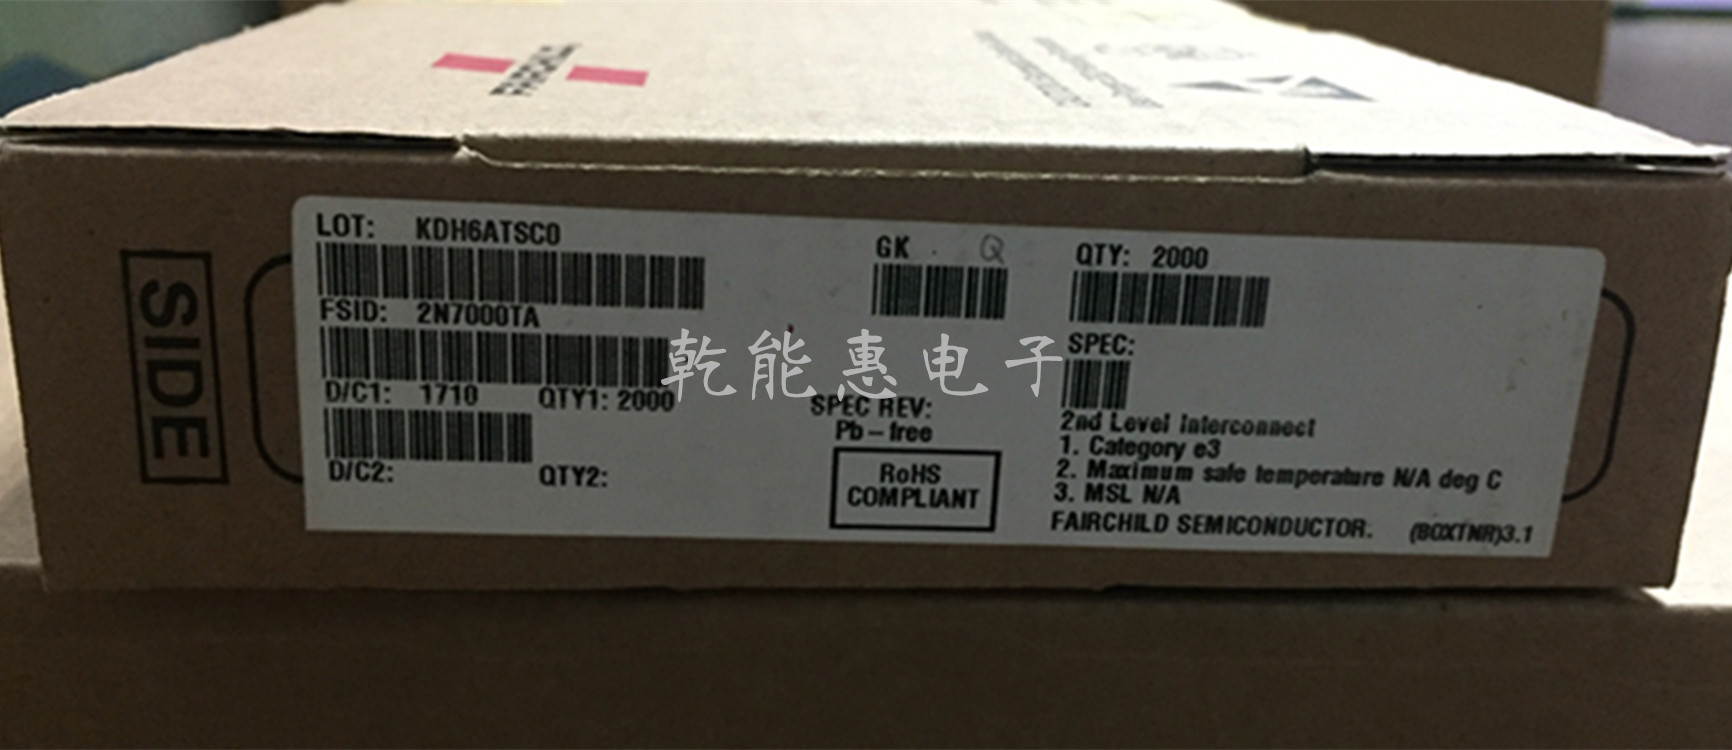 FAIRCHILD
SIDE
LOT: KDH6ATSC0
GK Q
QTY: 2000
FSID: 2N7000TA
SPEC:
乾能惠电子
D/C1: 1710 QTY1: 2000
SPEC REV:
Pb-free
D/C2: QTY2:
RoHS
COMPLIANT
2nd Level Interconnect
1. Category e3
2. Maximum safe temperature N/A deg C
3. MSL N/A
FAIRCHILD SEMICONDUCTOR. (BOXTNR)3.1